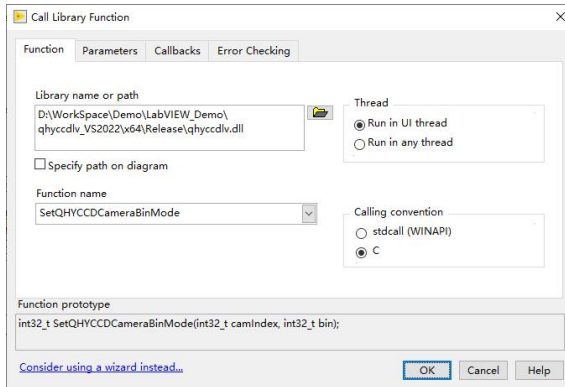 Call Library Function
Function
Parameters
Callbacks
Error Checking
Library name or path
D:\WorkSpace\Demo\LabVIEW_Demo\
qhyccdlv_VS2022\x64\Release\qhyccdlv.dll
Specify path on diagram
Function name
SetQHYCCDCameraBinMode
Thread
Run in UI thread
Run in any thread
Calling convention
stdcall (WINAPI)
C
Function prototype
int32_t SetQHYCCDCameraBinMode(int32_t camIndex, int32_t bin);
Consider using a wizard instead...
OK
Cancel
Help